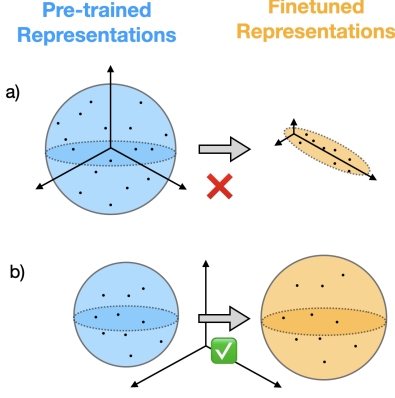 Pre-trained
Representations
Finetuned
Representations
a)
b)